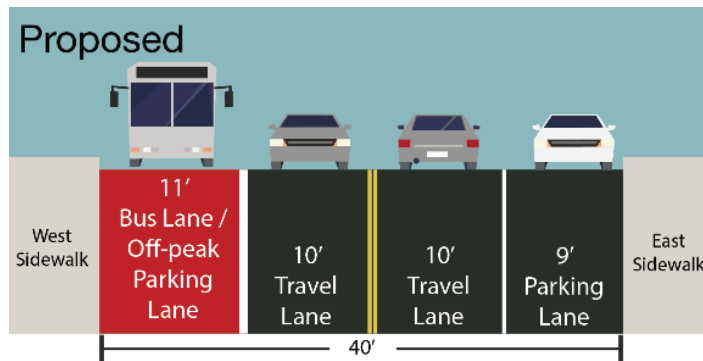 Proposed
West
Sidewalk
11'
Bus Lane /
Off-peak
Parking
Lane
10'
Travel
Lane
10'
Travel
Lane
9'
Parking
Lane
East
Sidewalk
40'